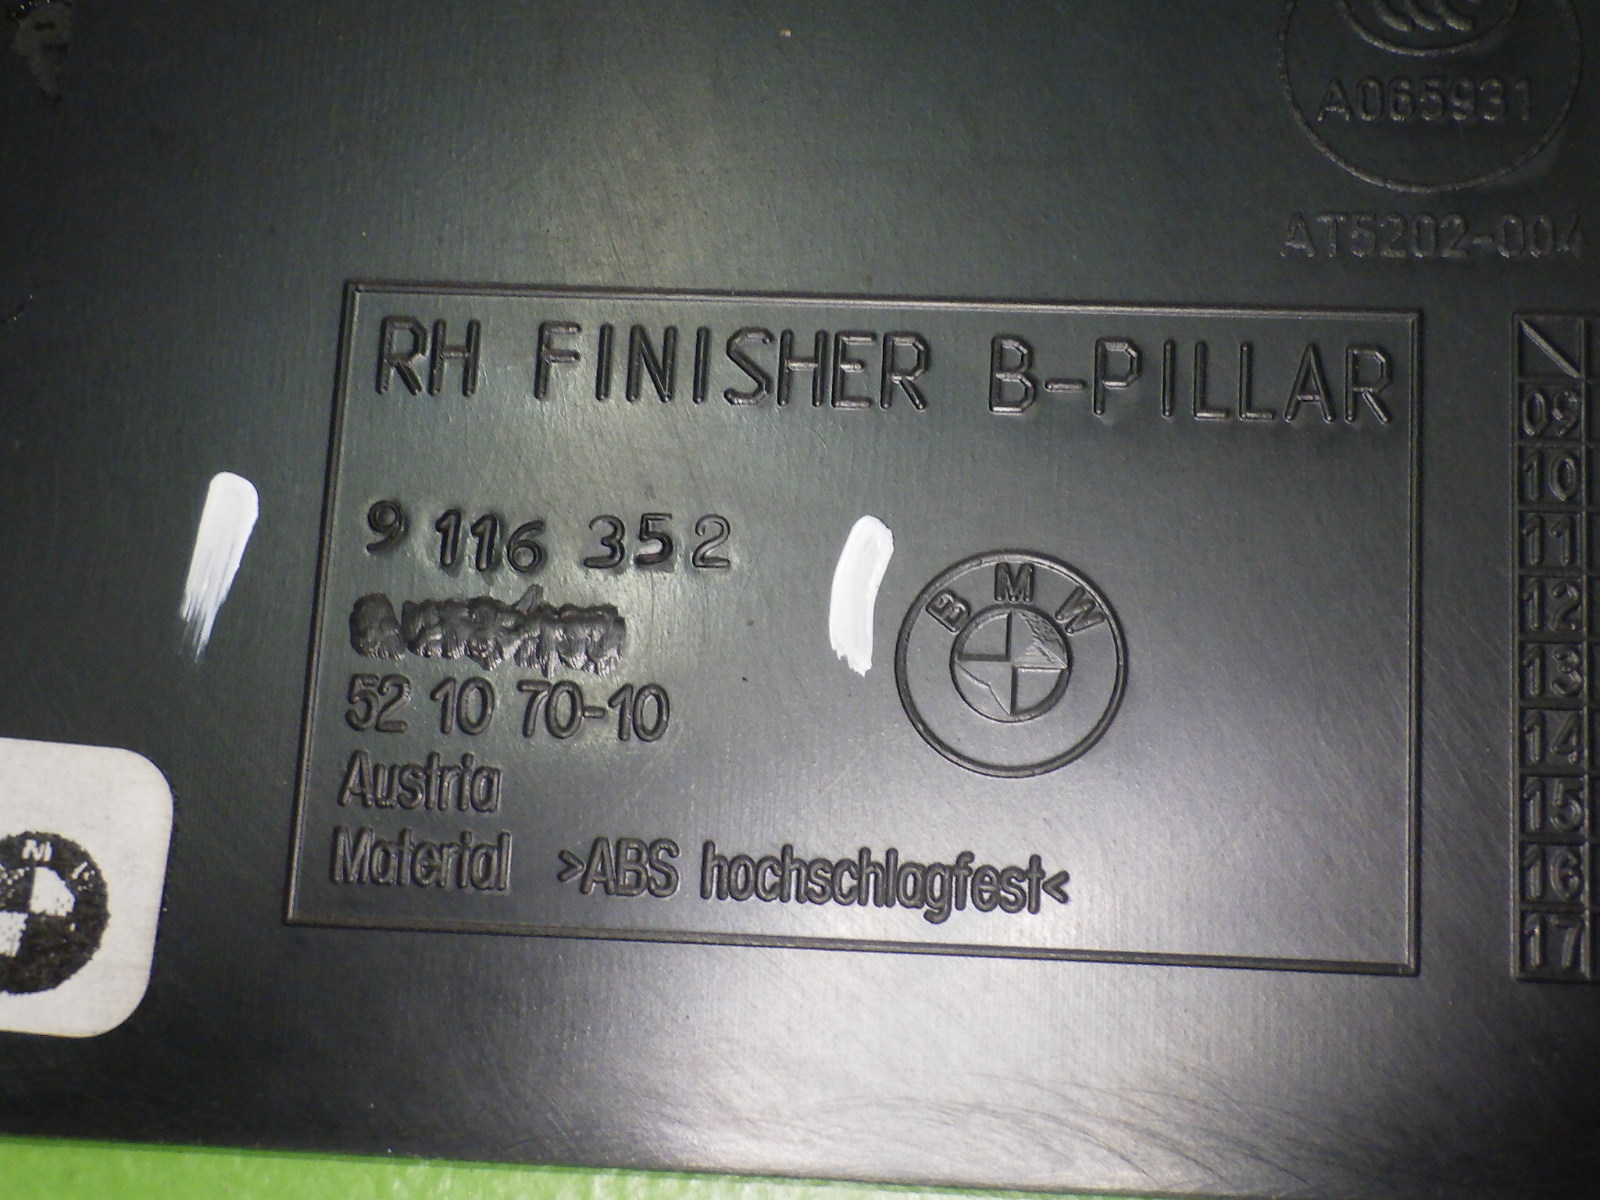 A065931
AT5202-004
RH FINISHER B-PILLAR
9 116 352
BMW
52 10 70-10
Austria
Material >ABS hochschlagfest<
09
10
11
12
13
14
15
16
17